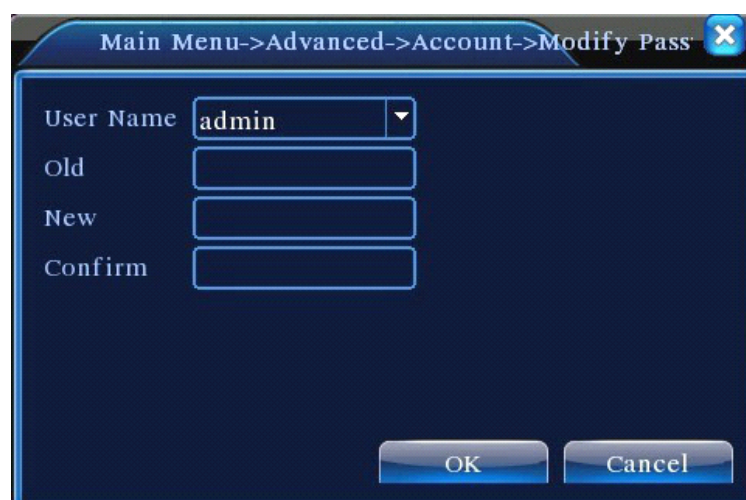 Main Menu->Advanced->Account->Modify Pass
User Name admin
Old
New
Confirm
OK Cancel